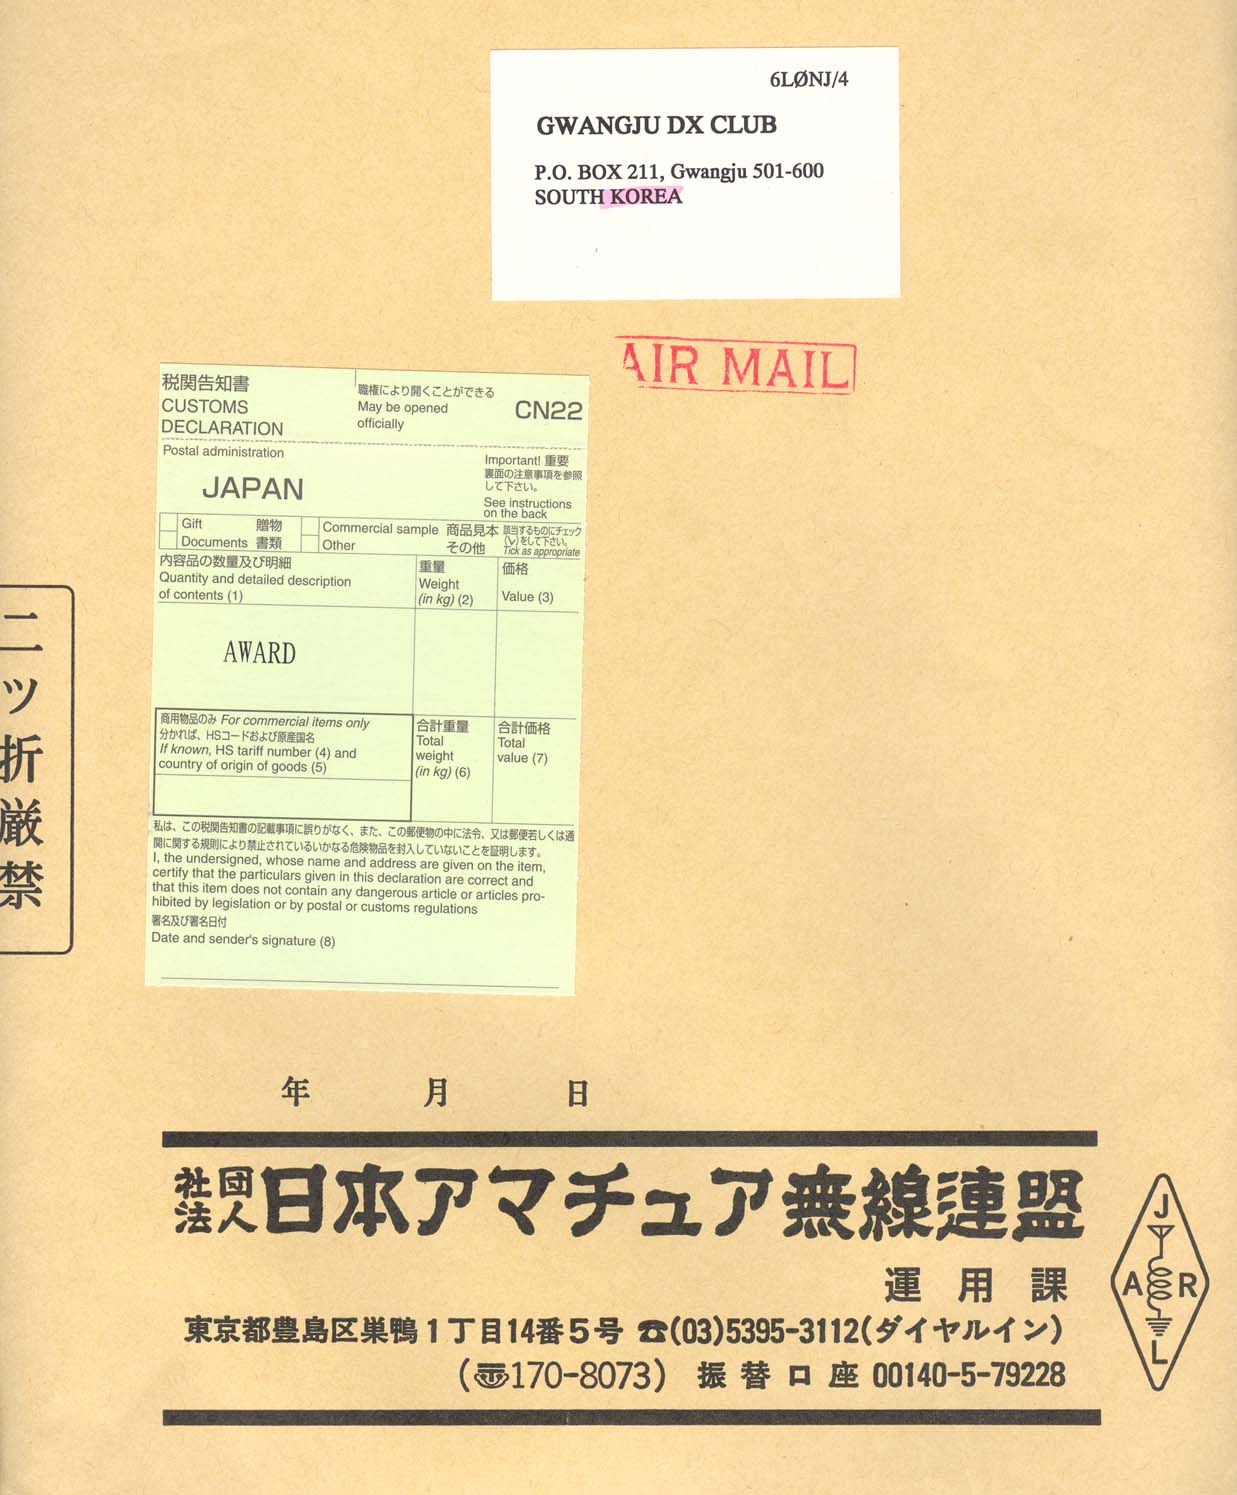 6LØNJ/4
GWANGJU DX CLUB
P.O. BOX 211, Gwangju 501-600
SOUTH KOREA
AIR MAIL
税関告知書
CUSTOMS
DECLARATION
職権により開くことができる
May be opened
officially
CN22
Postal administration
JAPAN
Important! 重要
裏面の注意事項を参照
して下さい。
See instructions
on the back
Gift 贈物
Documents 書類
Commercial sample 商品見本
Other その他
該当するものにチェック
(✓)をして下さい。
Tick as appropriate
内容品の数量及び明細
Quantity and detailed description
of contents (1)
重量
Weight
(in kg) (2)
価格
Value (3)
AWARD
商用物品のみ For commercial items only
分かれば、HSコードおよび原産国名
If known, HS tariff number (4) and
country of origin of goods (5)
合計重量
Total
weight
(in kg) (6)
合計価格
Total
value (7)
私は、この税関告知書の記載事項に誤りがなく、また、この郵便物の中に法令、又は郵便若しくは通
関に関する規則により禁止されているいかなる危険物品を封入していないことを証明します。
I, the undersigned, whose name and address are given on the item,
certify that the particulars given in this declaration are correct and
that this item does not contain any dangerous article or articles pro-
hibited by legislation or by postal or customs regulations
署名及び署名日付
Date and sender's signature (8)
二ツ折厳禁
年 月 日
社団法人 日本アマチュア無線連盟
運用課
東京都豊島区巣鴨1丁目14番5号 ☎(03)5395-3112(ダイヤルイン)
(〠170-8073) 振替口座 00140-5-79228
J
A R
L